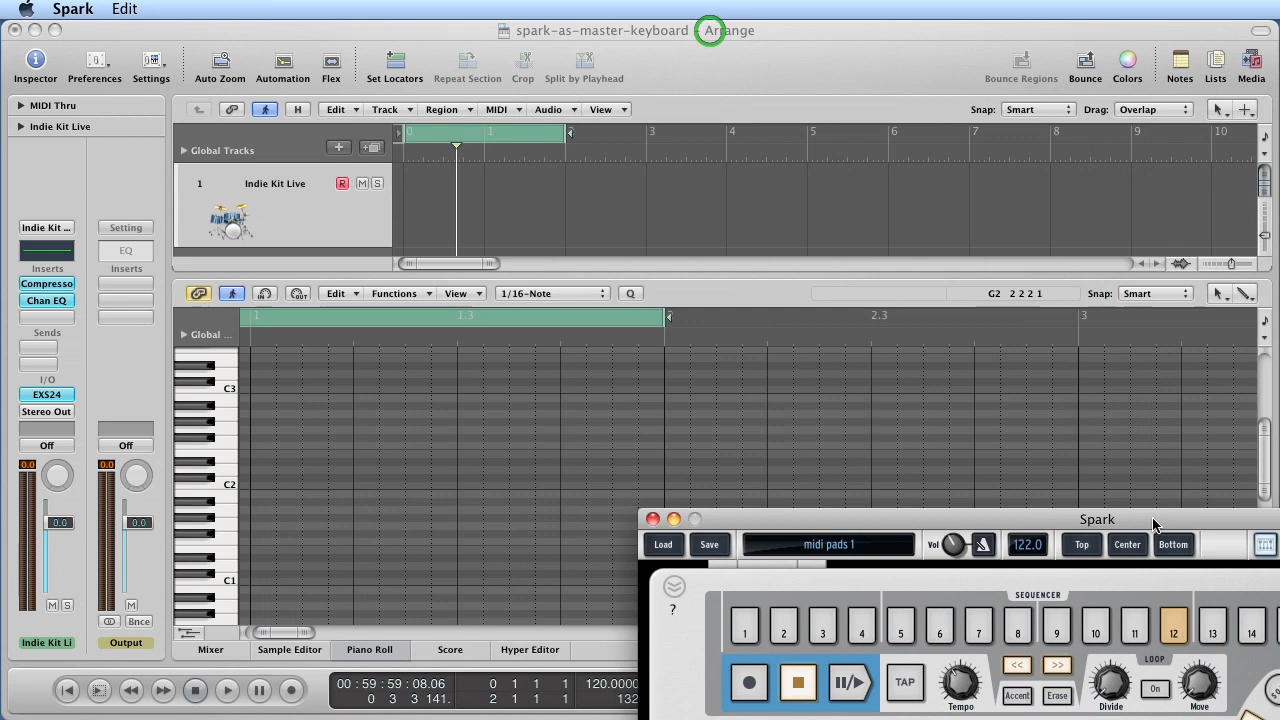 Spark Edit
spark-as-master-keyboard - Arrange
Inspector Preferences Settings Auto Zoom Automation Flex Set Locators Repeat Section Crop Split by Playhead Bounce Regions Bounce Colors Notes Lists Media
MIDI Thru
H Edit Track Region MIDI Audio View Snap: Smart Drag: Overlap
Indie Kit Live
0 1 2 3 4 5 6 7 8 9 10
Global Tracks
1 Indie Kit Live R M S
Indie Kit ... Setting
EQ
Inserts Inserts
Compresso
Chan EQ
Sends
I/O
EXS24
Stereo Out
Off Off
0.0 0.0
0.0 0.0
M S M
Bnce
Indie Kit Li Output
Edit Functions View 1/16-Note Q G2 2 2 2 1 Snap: Smart
1 1.3 2 2.3 3
Global ...
C3
C2
C1
Mixer Sample Editor Piano Roll Score Hyper Editor
00 : 59 : 59 : 08.06 0 1 1 1 120.0000
0 3 3 141. 2 1 1 1 132
Spark
Load Save midi pads 1 Vol 122.0 Top Center Bottom
?
SEQUENCER
1 2 3 4 5 6 7 8 9 10 11 12 13 14
TAP Tempo << >> Accent Erase
LOOP
Divide On Move